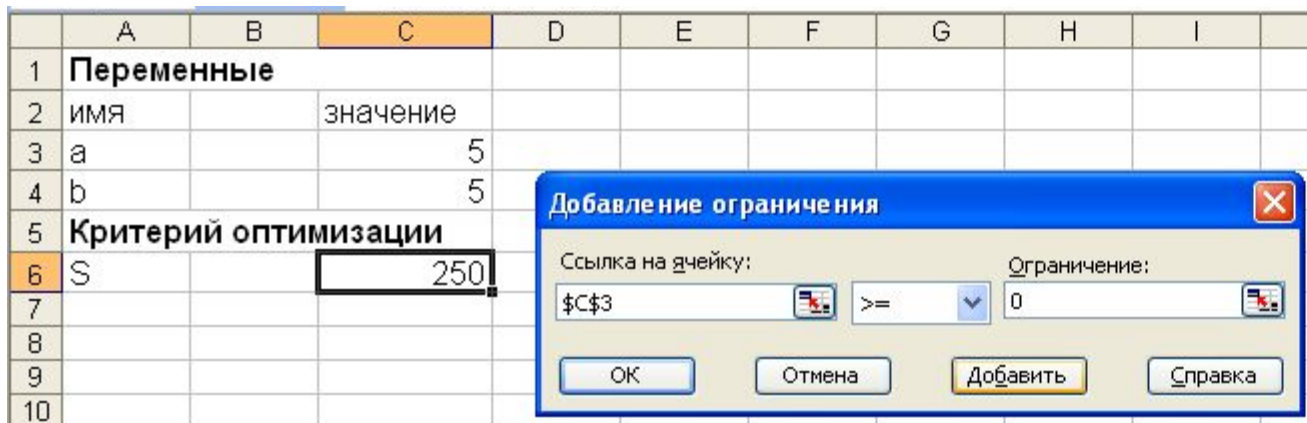 A B C D E F G H I
1 Переменные
2 имя значение
3 a 5
4 b 5
5 Критерий оптимизации
6 S 250
7
8
9
10
Добавление ограничения
Ссылка на ячейку: Ограничение:
$C$3 >= 0
ОК Отмена Добавить Справка